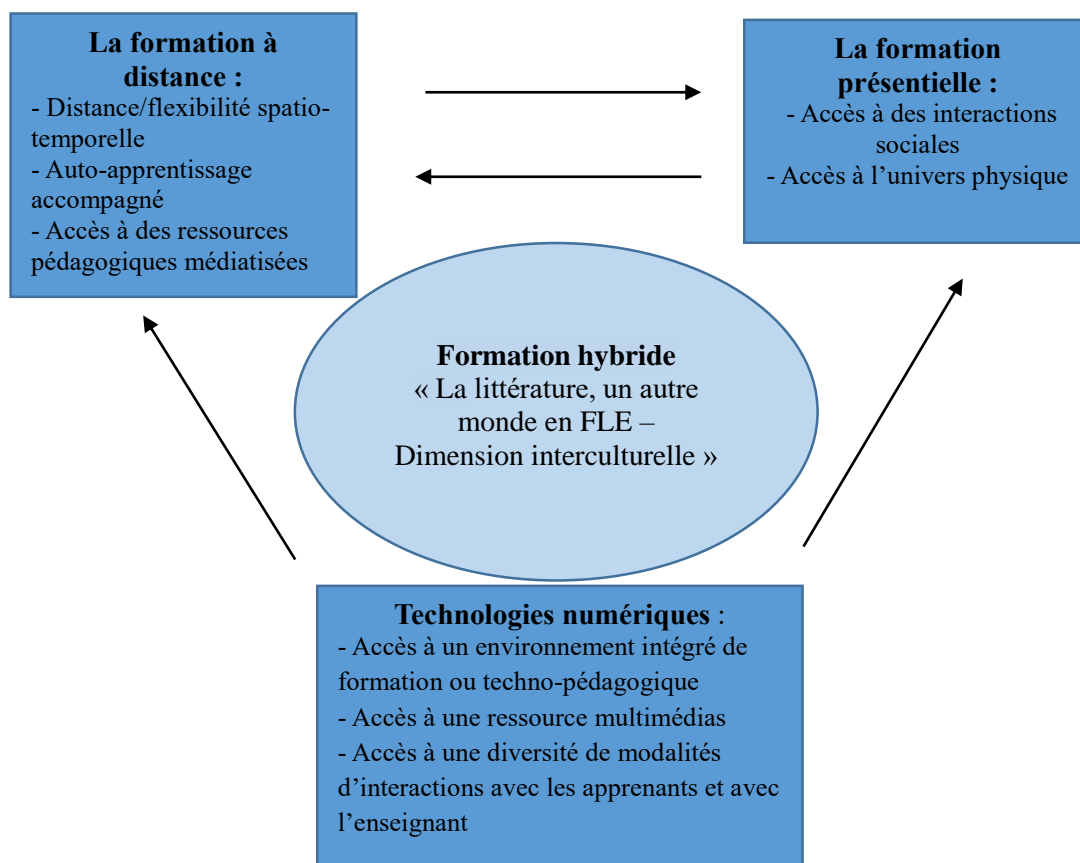 La formation à
distance :
- Distance/flexibilité spatio-
temporelle
- Auto-apprentissage
accompagné
- Accès à des ressources
pédagogiques médiatisées
La formation
présentielle :
- Accès à des interactions
sociales
- Accès à l’univers physique
Formation hybride
« La littérature, un autre
monde en FLE –
Dimension interculturelle »
Technologies numériques :
- Accès à un environnement intégré de
formation ou techno-pédagogique
- Accès à une ressource multimédias
- Accès à une diversité de modalités
d’interactions avec les apprenants et avec
l’enseignant